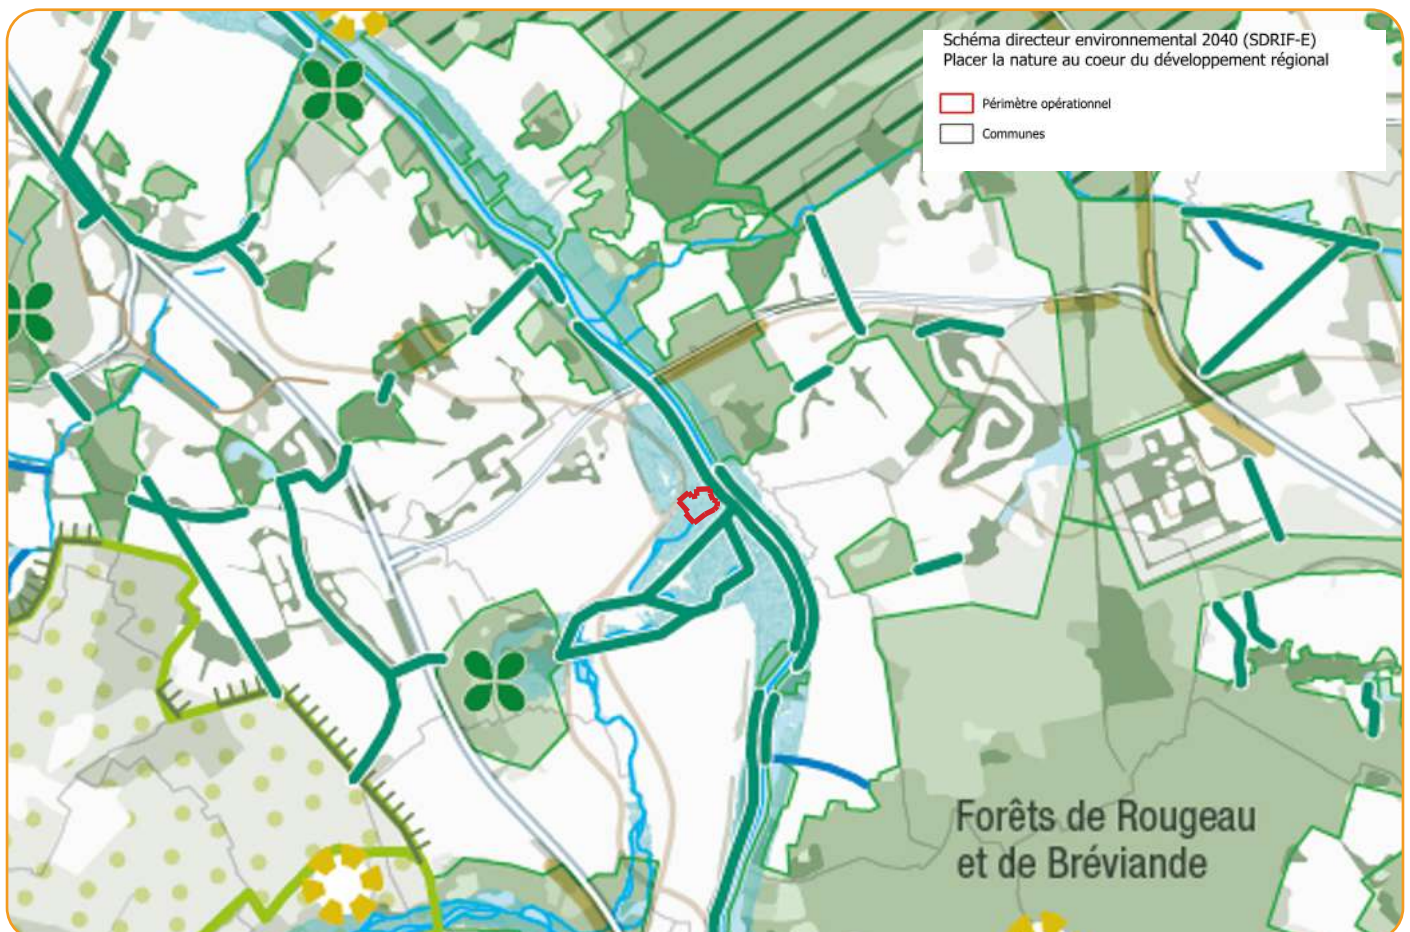 Schéma directeur environnemental 2040 (SDRIF-E)
Placer la nature au coeur du développement régional
Périmètre opérationnel
Communes
Forêts de Rougeau
et de Bréviande